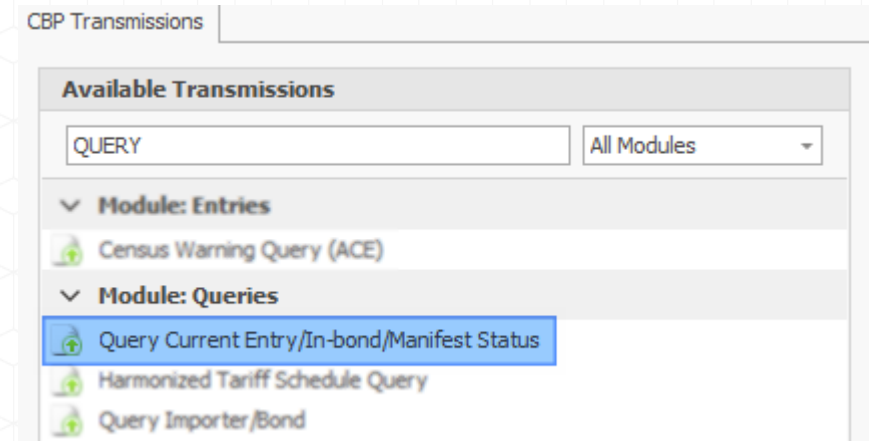 CBP Transmissions
Available Transmissions
QUERY
All Modules
Module: Entries
Census Warning Query (ACE)
Module: Queries
Query Current Entry/In-bond/Manifest Status
Harmonized Tariff Schedule Query
Query Importer/Bond